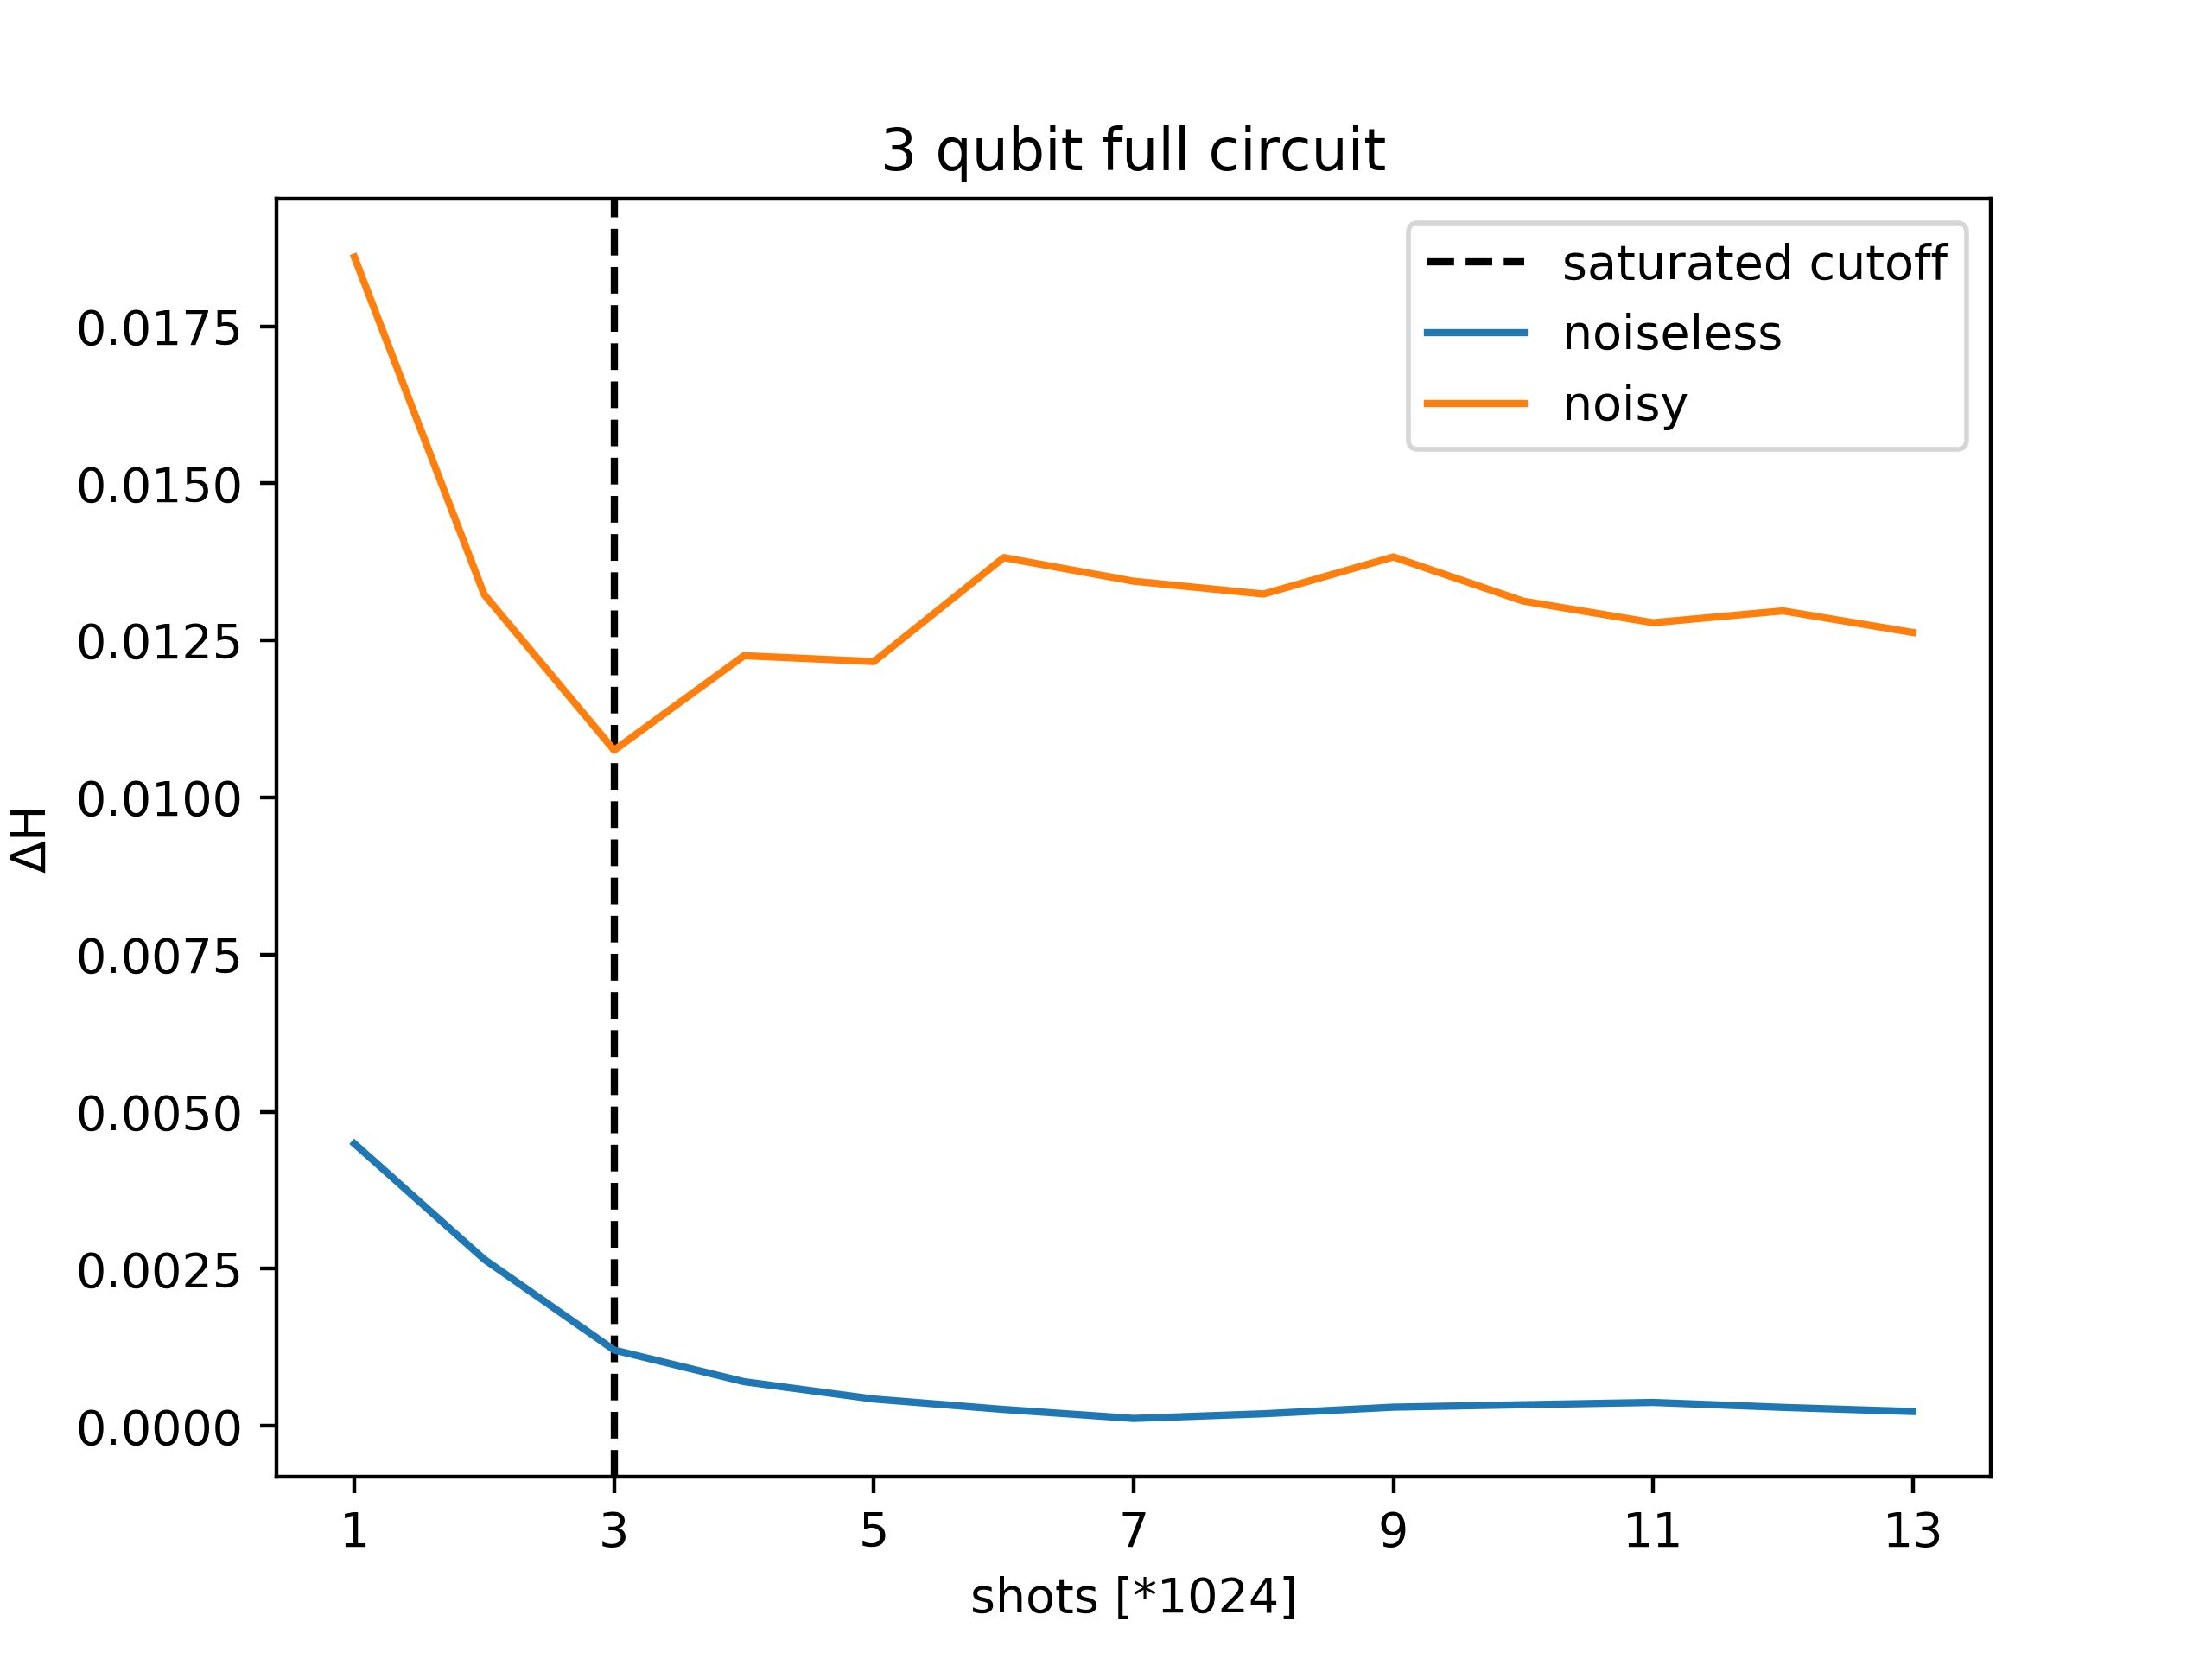 3 qubit full circuit
saturated cutoff
noiseless
noisy
0.0175
0.0150
0.0125
0.0100
0.0075
0.0050
0.0025
0.0000
ΔH
1 3 5 7 9 11 13
shots [*1024]